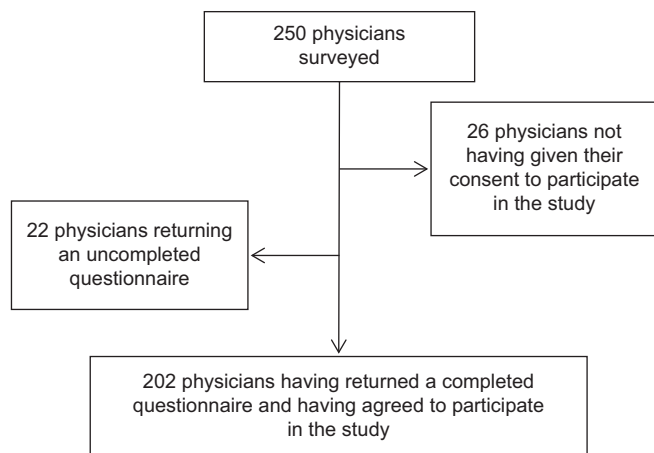 250 physicians
surveyed
26 physicians not
having given their
consent to participate
in the study
22 physicians returning
an uncompleted
questionnaire
202 physicians having returned a completed
questionnaire and having agreed to participate
in the study